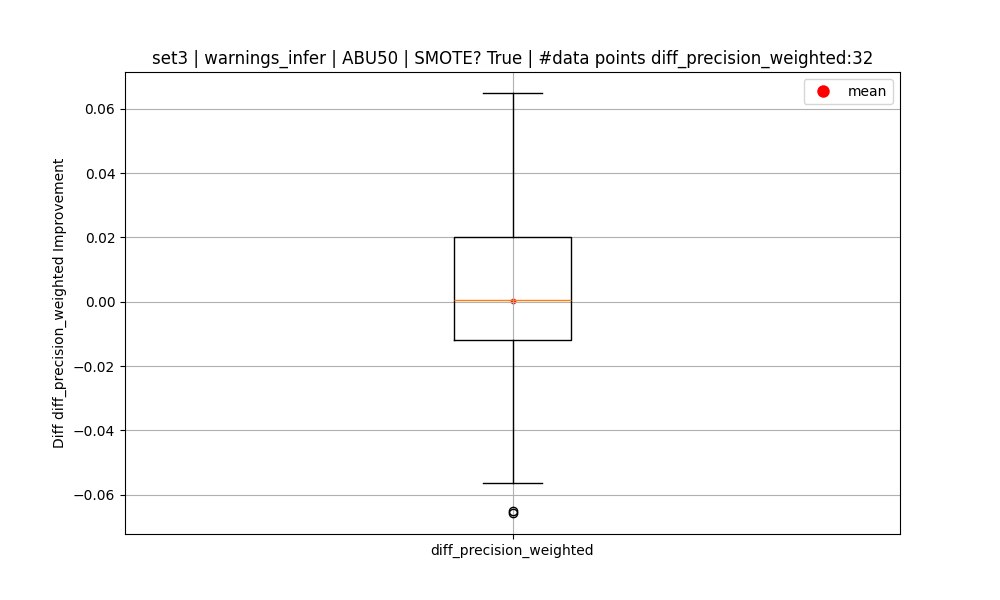 set3 | warnings_infer | ABU50 | SMOTE? True | #data points diff_precision_weighted:32
mean
Diff diff_precision_weighted Improvement
0.06
0.04
0.02
0.00
−0.02
−0.04
−0.06
diff_precision_weighted